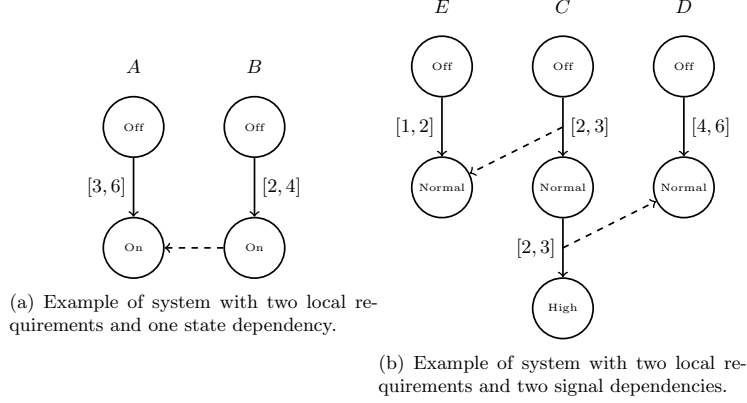 A B
Off Off
[3, 6] [2, 4]
On On
(a) Example of system with two local re-
quirements and one state dependency.
E C D
Off Off Off
[1, 2] [2, 3] [4, 6]
Normal Normal Normal
[2, 3]
High
(b) Example of system with two local re-
quirements and two signal dependencies.